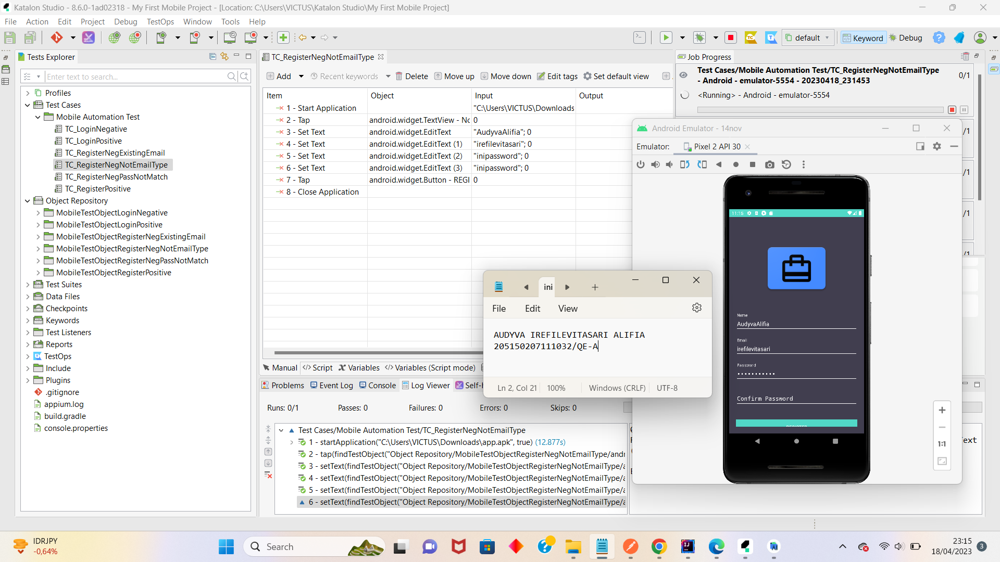 Katalon Studio - 8.6.0-1ad02318 - My First Mobile Project - [Location: C:\Users\VICTUS\Katalon Studio\My First Mobile Project]
File Action Edit Project Debug TestOps Window Tools Help
default
Keyword
Debug
Tests Explorer
Enter text to search...
Profiles
Test Cases
Mobile Automation Test
TC_LoginNegative
TC_LoginPositive
TC_RegisterNegExistingEmail
TC_RegisterNegNotEmailType
TC_RegisterNegPassNotMatch
TC_RegisterPositive
Object Repository
MobileTestObjectLoginNegative
MobileTestObjectLoginPositive
MobileTestObjectRegisterNegExistingEmail
MobileTestObjectRegisterNegNotEmailType
MobileTestObjectRegisterNegPassNotMatch
MobileTestObjectRegisterPositive
Test Suites
Data Files
Checkpoints
Keywords
Test Listeners
Reports
TestOps
Include
Plugins
.gitignore
appium.log
build.gradle
console.properties
TC_RegisterNegNotEmailType
Add Recent keywords Delete Move up Move down Edit tags Set default view
Item Object Input Output
1 - Start Application "C:\Users\VICTUS\Downloads
2 - Tap android.widget.TextView - Nc 0
3 - Set Text android.widget.EditText "AudyvaAlifia"; 0
4 - Set Text android.widget.EditText (1) "irefilevitasari"; 0
5 - Set Text android.widget.EditText (2) "inipassword"; 0
6 - Set Text android.widget.EditText (3) "inipassword"; 0
7 - Tap android.widget.Button - REGI 0
8 - Close Application
Manual Script Variables Variables (Script mode)
Problems Event Log Console Log Viewer Self-H
Runs: 0/1 Passes: 0 Failures: 0 Errors: 0 Skips: 0
Test Cases/Mobile Automation Test/TC_RegisterNegNotEmailType
1 - startApplication("C:\Users\VICTUS\Downloads\app.apk", true) (12.877s)
2 - tap(findTestObject("Object Repository/MobileTestObjectRegisterNegNotEmailType/andr
3 - setText(findTestObject("Object Repository/MobileTestObjectRegisterNegNotEmailType/a
4 - setText(findTestObject("Object Repository/MobileTestObjectRegisterNegNotEmailType/a
5 - setText(findTestObject("Object Repository/MobileTestObjectRegisterNegNotEmailType/a
6 - setText(findTestObject("Object Repository/MobileTestObjectRegisterNegNotEmailType/a
Job Progress
Test Cases/Mobile Automation Test/TC_RegisterNegNotEmailType
- Android - emulator-5554 - 20230418_231453
0/1
<Running> - Android - emulator-5554
/1
/1
/1
/1
ext
Android Emulator - 14nov
Emulator: Pixel 2 API 30
11:15
Name
AudyvaAlifia
Email
irefilevitasari
Password
•••••••••••
Confirm Password
1:1
ini
File Edit View
AUDYVA IREFILEVITASARI ALIFIA
205150207111032/QE-A
Ln 2, Col 21 100% Windows (CRLF) UTF-8
IDRJPY
-0,64%
Search
23:15
18/04/2023
3